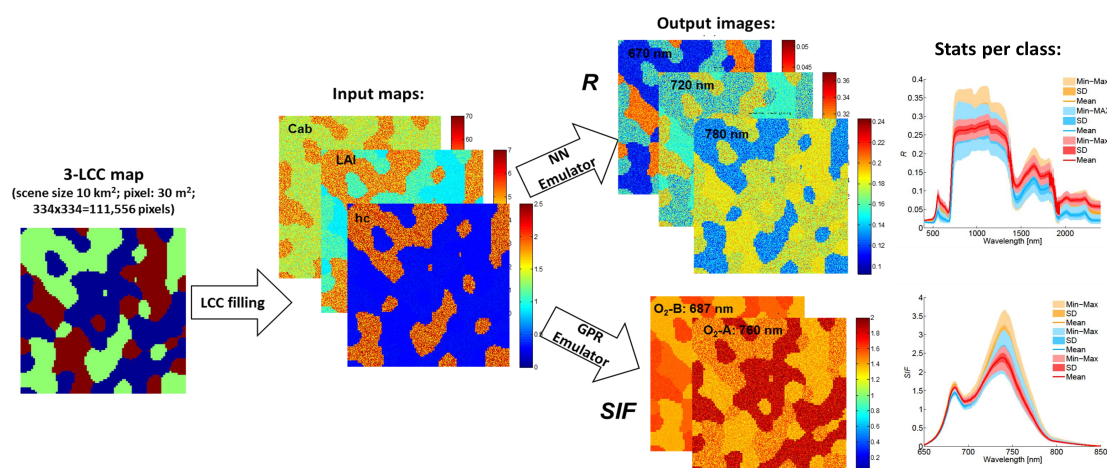 Output images:
Stats per class:
Input maps:
3-LCC map
(scene size 10 km²; pixel: 30 m²;
334x334=111,556 pixels)
LCC filling
Cab
70
60
LAI
7
6
hc
2.5
2
1.5
1
0.5
0
NN
Emulator
GPR
Emulator
R
670 nm
0.05
0.045
720 nm
0.36
0.34
0.32
780 nm
0.24
0.22
0.2
0.18
0.16
0.14
0.12
0.1
SIF
O₂-B: 687 nm
O₂-A: 760 nm
2
1.8
1.6
1.4
1.2
1
0.8
0.6
0.4
0.2
R
0.4
0.35
0.3
0.25
0.2
0.15
0.1
0.05
0
500 1000 1500 2000
Wavelength [nm]
Min−Max
SD
Mean
Min−MAX
SD
Mean
Min−Max
SD
Mean
SIF
4
3.5
3
2.5
2
1.5
1
0.5
0
650 700 750 800 850
Wavelength [nm]
Min−Max
SD
Mean
Min−Max
SD
Mean
Min−Max
SD
Mean